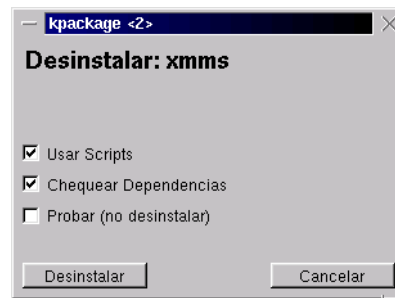 kpackage <2>
Desinstalar: xmms
Usar Scripts
Chequear Dependencias
Probar (no desinstalar)
Desinstalar Cancelar